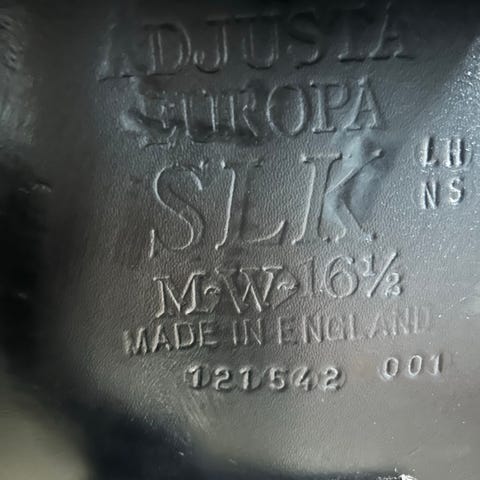 ADJUSTA
EUROPA
SLK
LH
NS
M-W>16½
MADE IN ENGLAND
121542 001